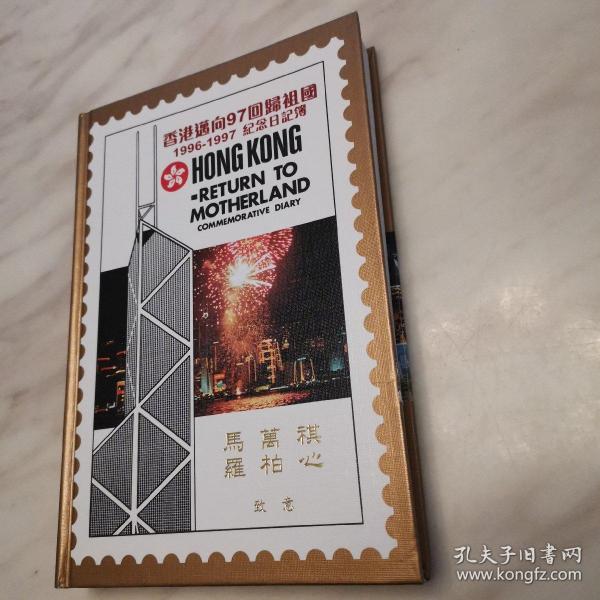 香港邁向97回歸祖國
1996-1997 紀念日記簿
HONG KONG
-RETURN TO
MOTHERLAND
COMMEMORATIVE DIARY
馬萬祺
羅柏心
致意
孔夫子旧書网
www.kongfz.com